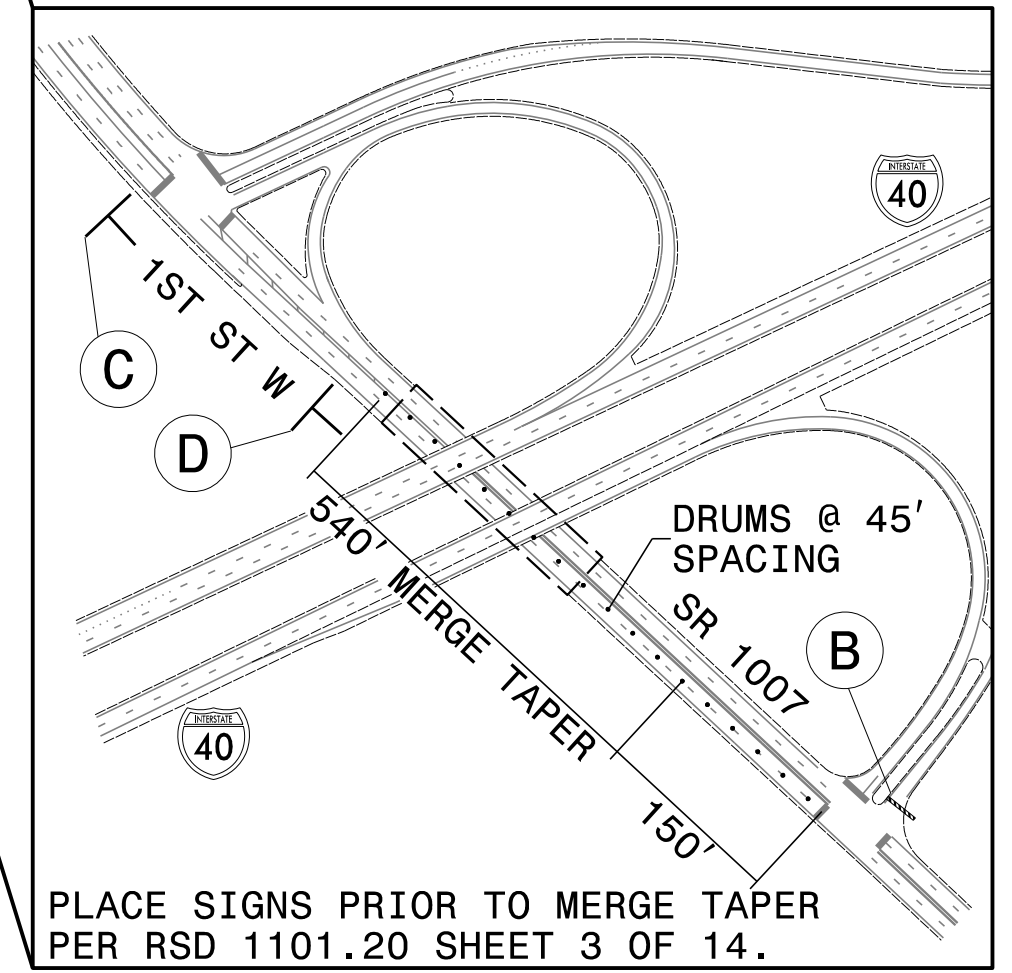 INTERSTATE
40
1ST ST W
C
D
DRUMS @ 45'
SPACING
540' MERGE TAPER
SR 1007
B
INTERSTATE
40
150'
PLACE SIGNS PRIOR TO MERGE TAPER
PER RSD 1101.20 SHEET 3 OF 14.